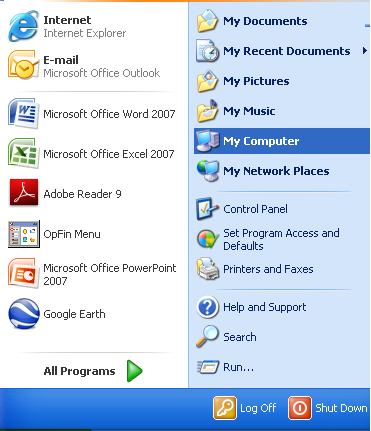 Internet
Internet Explorer
E-mail
Microsoft Office Outlook
Microsoft Office Word 2007
Microsoft Office Excel 2007
Adobe Reader 9
OpFin Menu
Microsoft Office PowerPoint
2007
Google Earth
All Programs
My Documents
My Recent Documents
My Pictures
My Music
My Computer
My Network Places
Control Panel
Set Program Access and
Defaults
Printers and Faxes
Help and Support
Search
Run...
Log Off
Shut Down